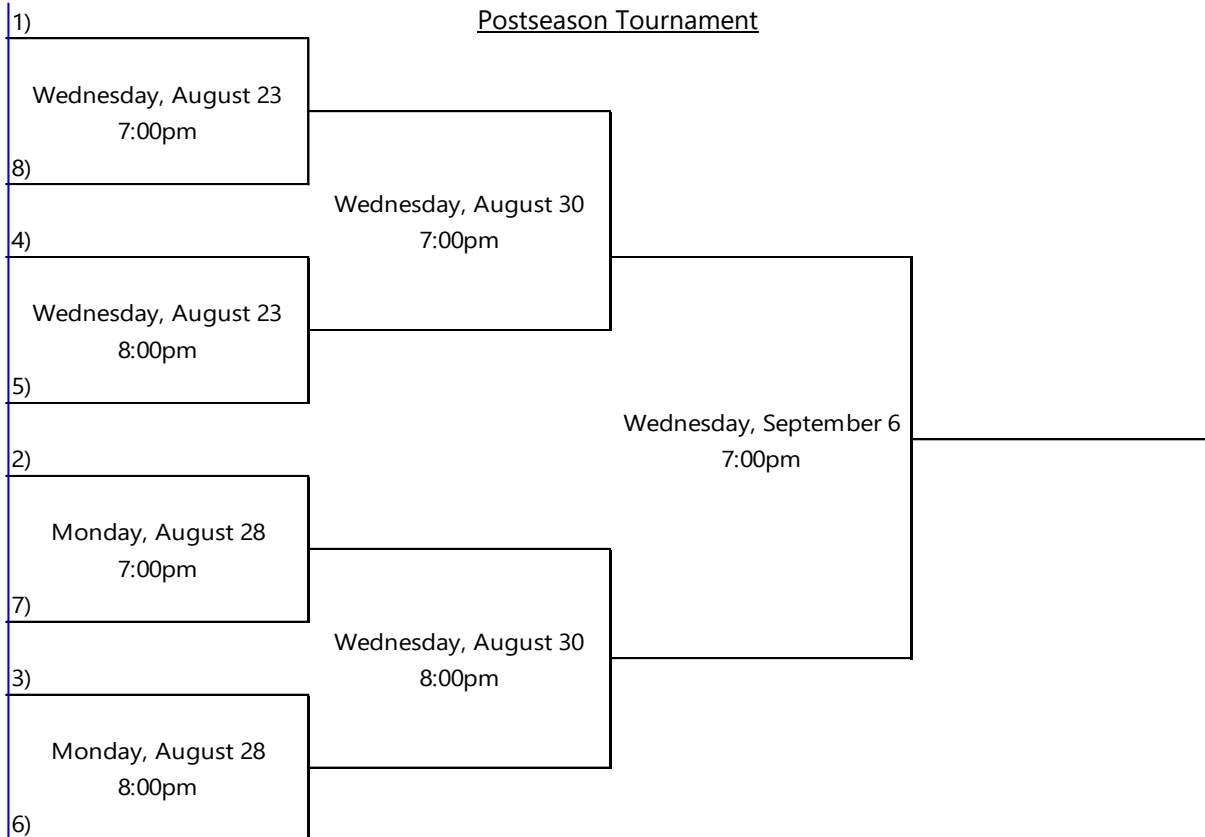 Postseason Tournament
1)
Wednesday, August 23
7:00pm
8)
Wednesday, August 30
7:00pm
4)
Wednesday, August 23
8:00pm
5)
Wednesday, September 6
7:00pm
2)
Monday, August 28
7:00pm
7)
Wednesday, August 30
8:00pm
3)
Monday, August 28
8:00pm
6)